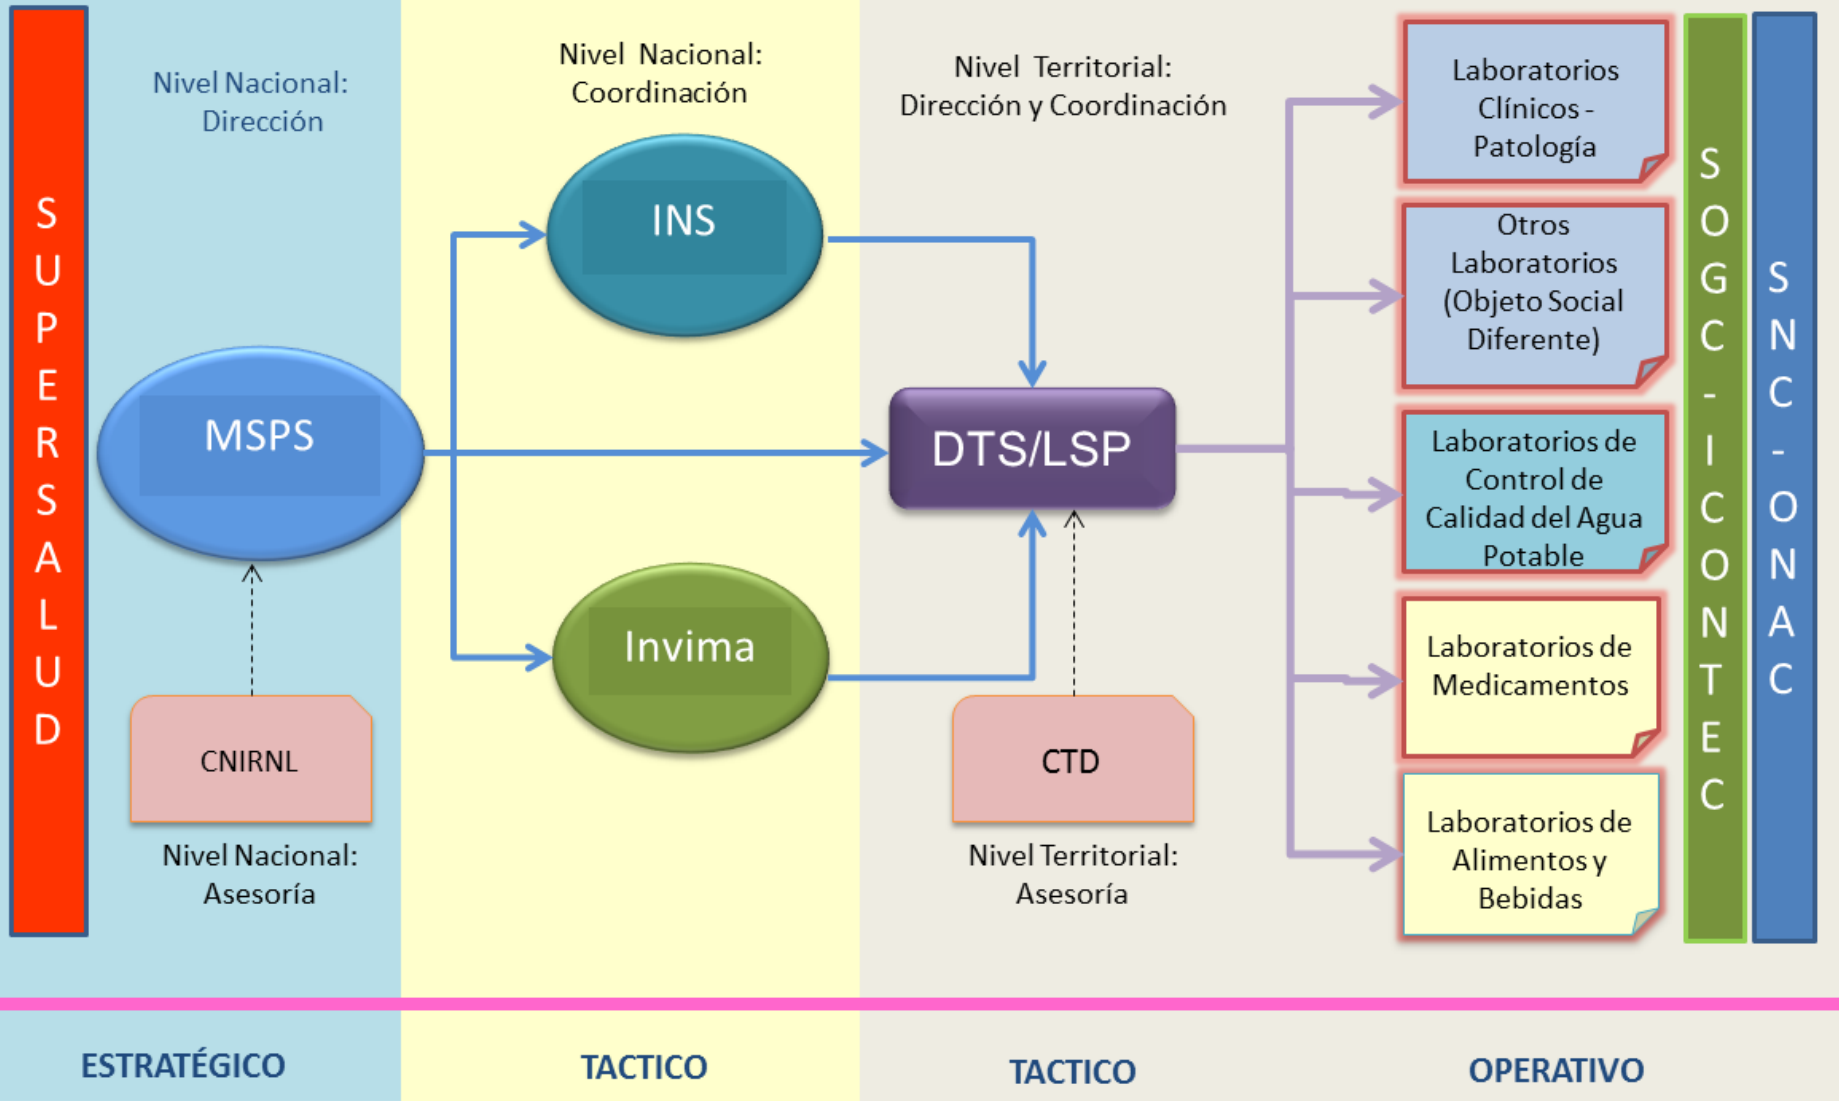 SUPERSALUD
Nivel Nacional:
Dirección
MSPS
CNIRNL
Nivel Nacional:
Asesoría
Nivel Nacional:
Coordinación
INS
Invima
Nivel Territorial:
Dirección y Coordinación
DTS/LSP
CTD
Nivel Territorial:
Asesoría
Laboratorios
Clínicos -
Patología
Otros
Laboratorios
(Objeto Social
Diferente)
Laboratorios de
Control de
Calidad del Agua
Potable
Laboratorios de
Medicamentos
Laboratorios de
Alimentos y
Bebidas
SOGC-ICONTEC
SNC-ONAC
ESTRATÉGICO
TACTICO
TACTICO
OPERATIVO